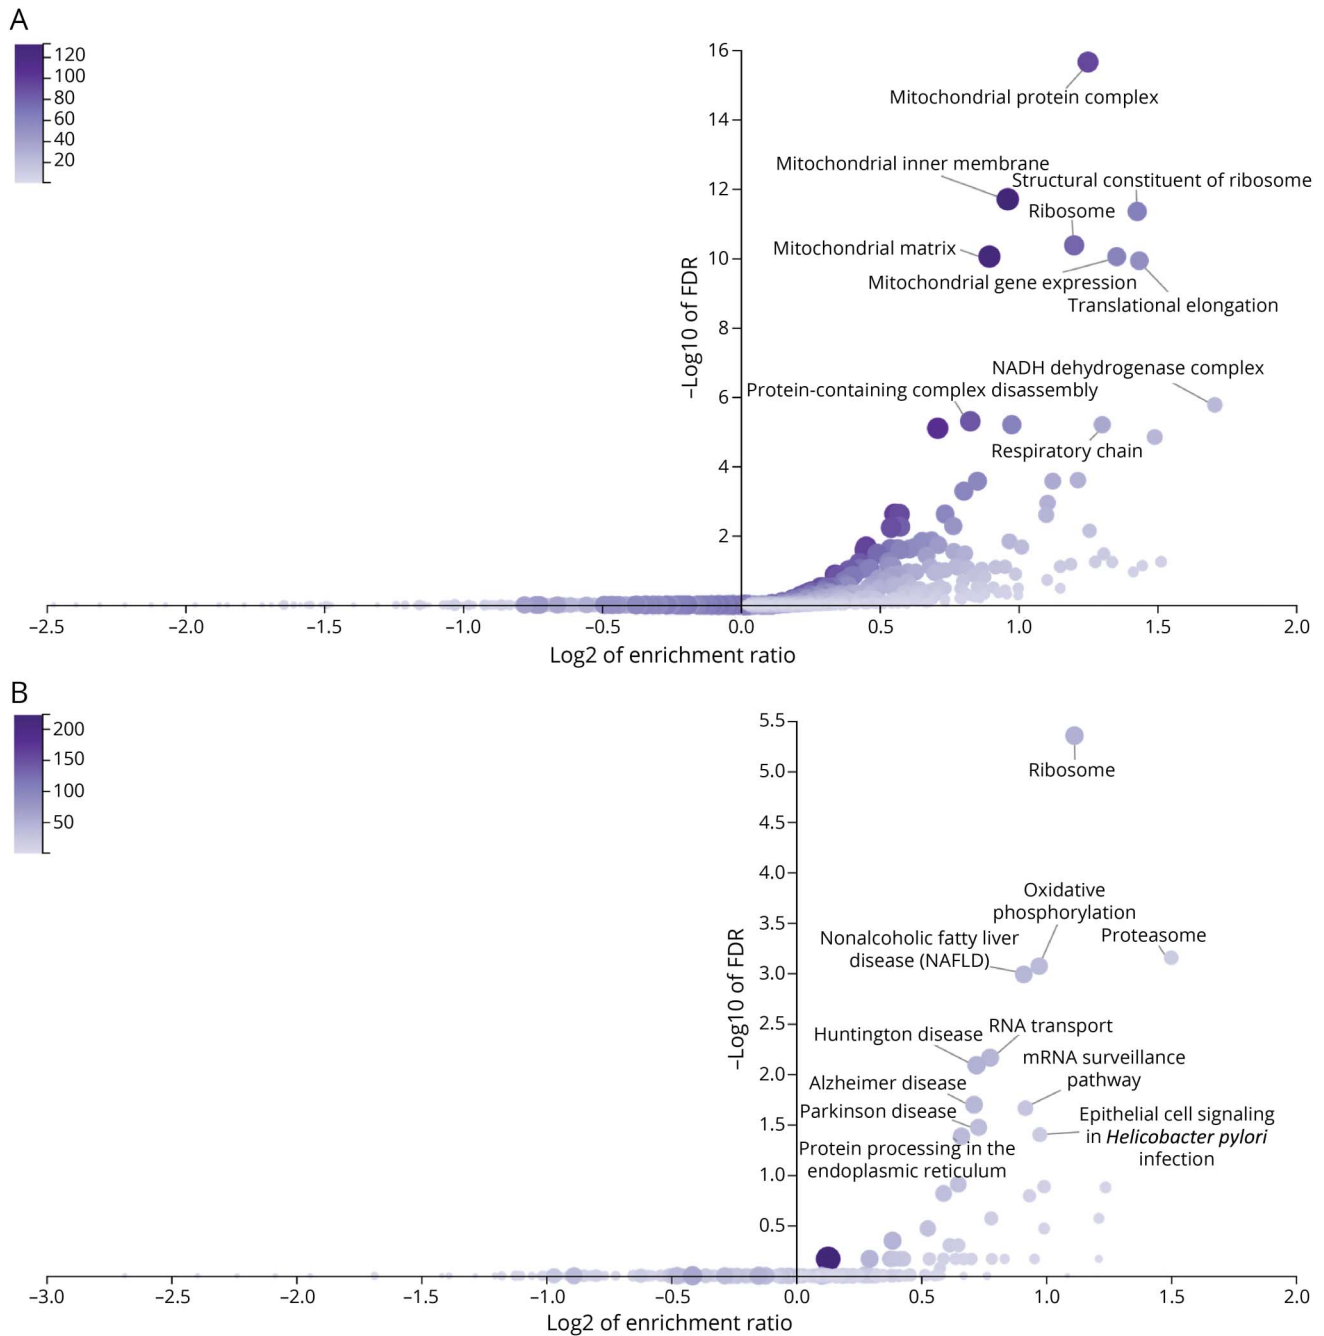 A
120
100
80
60
40
20
16
14
12
10
8
6
4
2
–Log10 of FDR
Mitochondrial protein complex
Mitochondrial inner membrane
Structural constituent of ribosome
Ribosome
Mitochondrial matrix
Mitochondrial gene expression
Translational elongation
NADH dehydrogenase complex
Protein-containing complex disassembly
Respiratory chain
–2.5 –2.0 –1.5 –1.0 –0.5 0.0 0.5 1.0 1.5 2.0
Log2 of enrichment ratio
B
200
150
100
50
5.5
5.0
4.5
4.0
3.5
3.0
2.5
2.0
1.5
1.0
0.5
–Log10 of FDR
Ribosome
Oxidative
phosphorylation
Proteasome
Nonalcoholic fatty liver
disease (NAFLD)
Huntington disease
RNA transport
mRNA surveillance
pathway
Alzheimer disease
Parkinson disease
Epithelial cell signaling
in Helicobacter pylori
infection
Protein processing in the
endoplasmic reticulum
–3.0 –2.5 –2.0 –1.5 –1.0 –0.5 0.0 0.5 1.0 1.5 2.0
Log2 of enrichment ratio